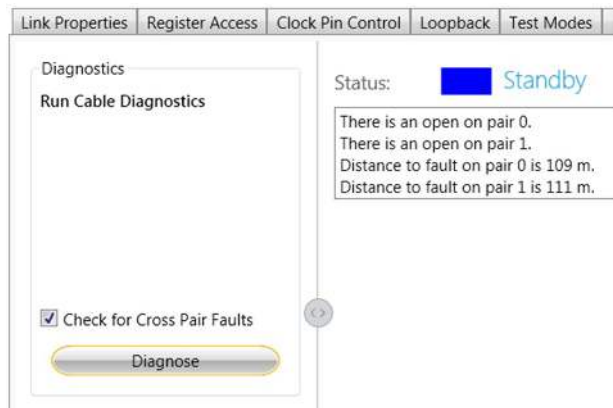 Link Properties
Register Access
Clock Pin Control
Loopback
Test Modes
Diagnostics
Run Cable Diagnostics
Check for Cross Pair Faults
Diagnose
Status:
Standby
There is an open on pair 0.
There is an open on pair 1.
Distance to fault on pair 0 is 109 m.
Distance to fault on pair 1 is 111 m.